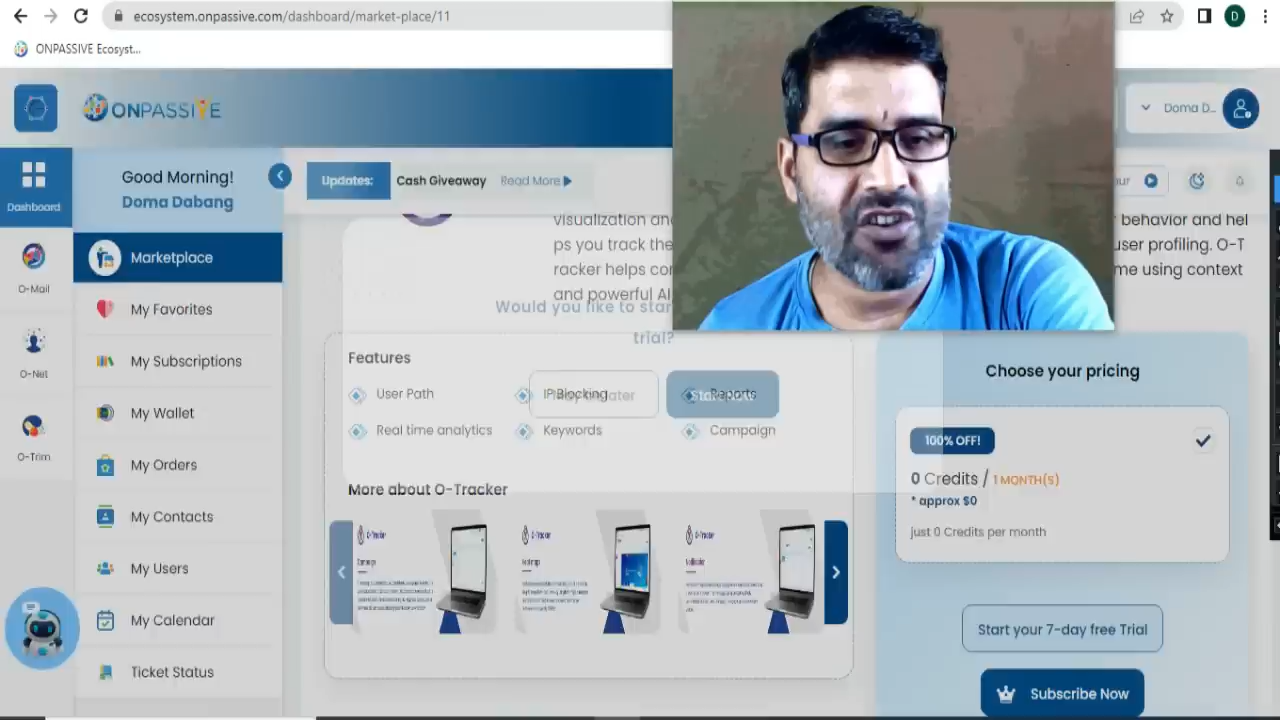 ecosystem.onpassive.com/dashboard/market-place/11
D
ONPASSIVE Ecosyst...
ONPASSIVE
Doma D...
Dashboard
Good Morning!
Doma Dabang
Updates:
Cash Giveaway
Read More
O-Mail
O-Net
O-Trim
Marketplace
My Favorites
My Subscriptions
My Wallet
My Orders
My Contacts
My Users
My Calendar
Ticket Status
visualization and
behavior and hel
ps you track the
user profiling. O-T
racker helps con
me using context
and powerful AI
Would you like to star
trial?
Features
User Path
IP Blocking
Reports
Real time analytics
Keywords
Campaign
More about O-Tracker
O-Tracker
O-Tracker
O-Tracker
Choose your pricing
100% OFF!
0 Credits / 1 MONTH(S)
* approx $0
just 0 Credits per month
Start your 7-day free Trial
Subscribe Now